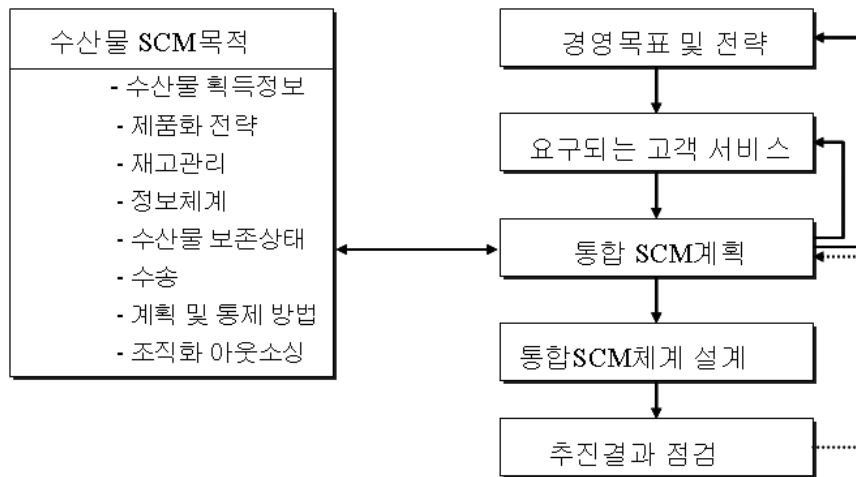 수산물 SCM목적
- 수산물 획득정보
- 제품화 전략
- 재고관리
- 정보체계
- 수산물 보존상태
- 수송
- 계획 및 통제 방법
- 조직화 아웃소싱
경영목표 및 전략
요구되는 고객 서비스
통합 SCM계획
통합SCM체계 설계
추진결과 점검